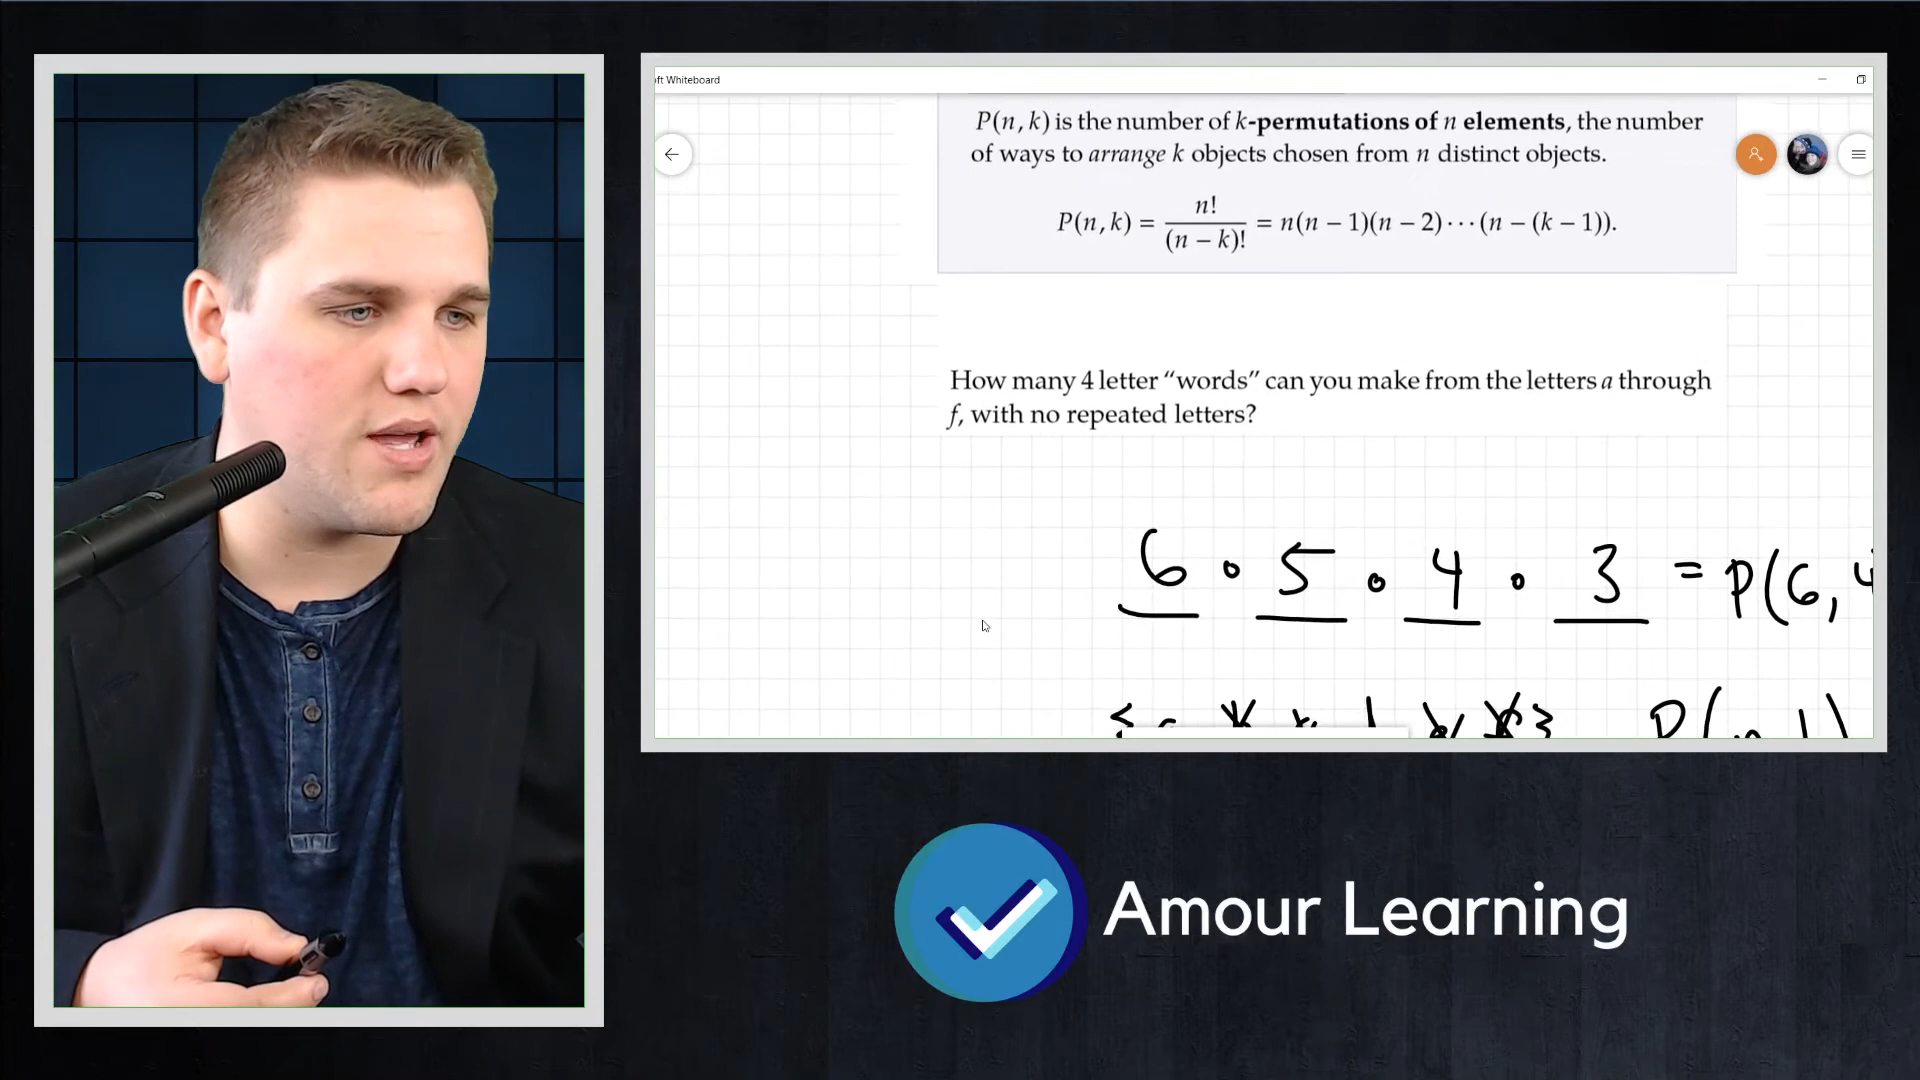 ft Whiteboard
P(n, k) is the number of k-permutations of n elements, the number
of ways to arrange k objects chosen from n distinct objects.
P(n, k) = n!/(n − k)! = n(n − 1)(n − 2) ⋯ (n − (k − 1)).
How many 4 letter “words” can you make from the letters a through
f, with no repeated letters?
6 · 5 · 4 · 3 = P(6, 4
Amour Learning